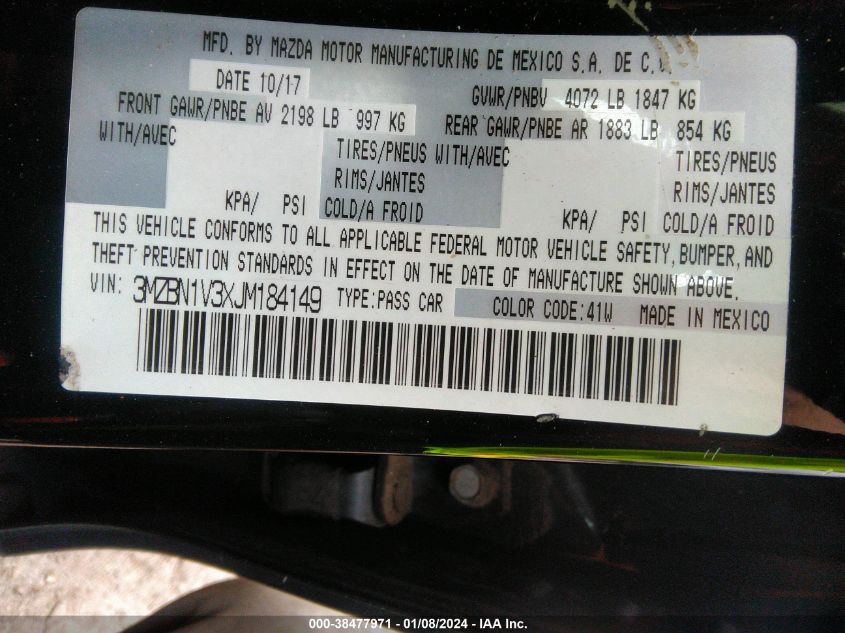 MFD. BY MAZDA MOTOR MANUFACTURING DE MEXICO S.A. DE C.V.
DATE 10/17 GVWR/PNBV 4072 LB 1847 KG
FRONT GAWR/PNBE AV 2198 LB 997 KG REAR GAWR/PNBE AR 1883 LB 854 KG
WITH/AVEC TIRES/PNEUS WITH/AVEC TIRES/PNEUS
RIMS/JANTES RIMS/JANTES
KPA/ PSI COLD/A FROID KPA/ PSI COLD/A FROID
THIS VEHICLE CONFORMS TO ALL APPLICABLE FEDERAL MOTOR VEHICLE SAFETY, BUMPER, AND
THEFT PREVENTION STANDARDS IN EFFECT ON THE DATE OF MANUFACTURE SHOWN ABOVE.
VIN: 3MZBN1V3XJM184149 TYPE:PASS CAR COLOR CODE:41W MADE IN MEXICO
000-38477971 - 01/08/2024 - IAA Inc.